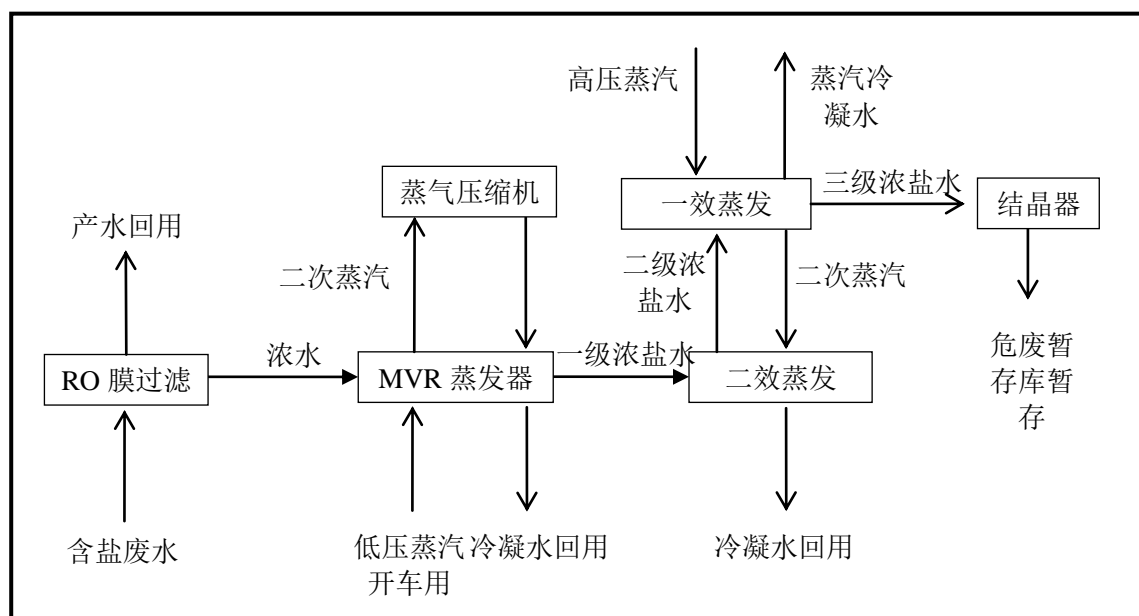 高压蒸汽
蒸汽冷
凝水
蒸气压缩机
一效蒸发
三级浓盐水
结晶器
产水回用
二次蒸汽
二级浓
盐水
二次蒸汽
RO 膜过滤
浓水
MVR 蒸发器
一级浓盐水
二效蒸发
危废暂
存库暂
存
含盐废水
低压蒸汽
开车用
冷凝水回用
冷凝水回用